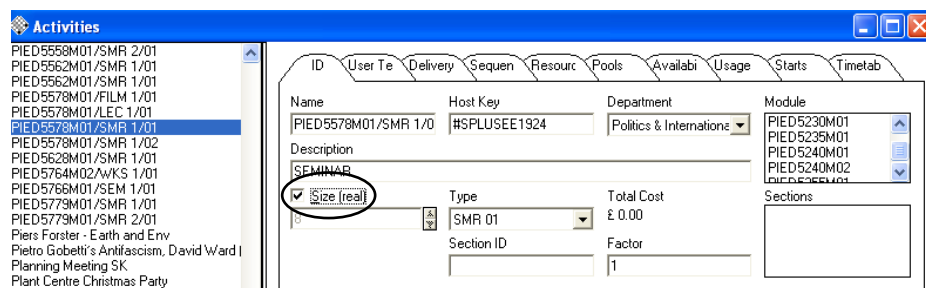 Activities
PIED5558M01/SMR 2/01
PIED5562M01/SMR 1/01
PIED5562M01/SMR 1/01
PIED5578M01/FILM 1/01
PIED5578M01/LEC 1/01
PIED5578M01/SMR 1/01
PIED5578M01/SMR 1/02
PIED5628M01/SMR 1/01
PIED5764M02/WKS 1/01
PIED5766M01/SEM 1/01
PIED5779M01/SMR 1/01
PIED5779M01/SMR 2/01
Piers Forster - Earth and Env
Pietro Gobetti's Antifascism, David Ward
Planning Meeting SK
Plant Centre Christmas Party
ID User Te Delivery Sequen Resourc Pools Availabi Usage Starts Timetab
Name Host Key Department Module
PIED5578M01/SMR 1/0 #SPLUSEE1924 Politics & Internationa
PIED5230M01
PIED5235M01
PIED5240M01
PIED5240M02
PIED5255M01
Description
SEMINAR
Size (real) Type Total Cost Sections
8 SMR 01 £ 0.00
Section ID Factor
1